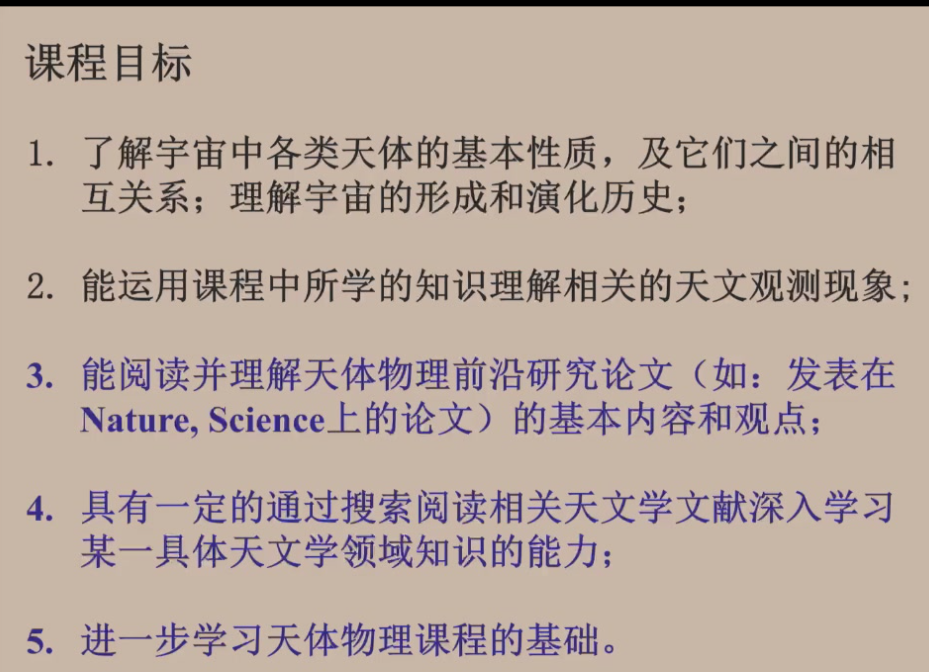 课程目标
1. 了解宇宙中各类天体的基本性质，及它们之间的相
互关系；理解宇宙的形成和演化历史；
2. 能运用课程中所学的知识理解相关的天文观测现象；
3. 能阅读并理解天体物理前沿研究论文（如：发表在
Nature, Science上的论文）的基本内容和观点；
4. 具有一定的通过搜索阅读相关天文学文献深入学习
某一具体天文学领域知识的能力；
5. 进一步学习天体物理课程的基础。